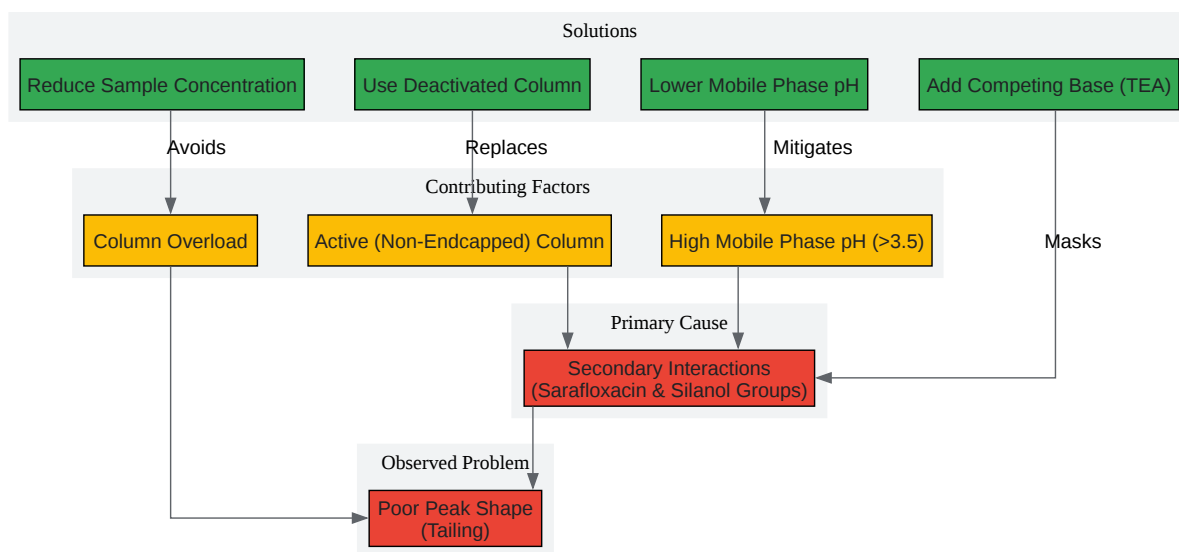 Solutions
Reduce Sample Concentration
Use Deactivated Column
Lower Mobile Phase pH
Add Competing Base (TEA)
Avoids
Replaces
Mitigates
Contributing Factors
Column Overload
Active (Non-Endcapped) Column
High Mobile Phase pH (>3.5)
Masks
Primary Cause
Secondary Interactions
(Sarafloxacin & Silanol Groups)
Observed Problem
Poor Peak Shape
(Tailing)